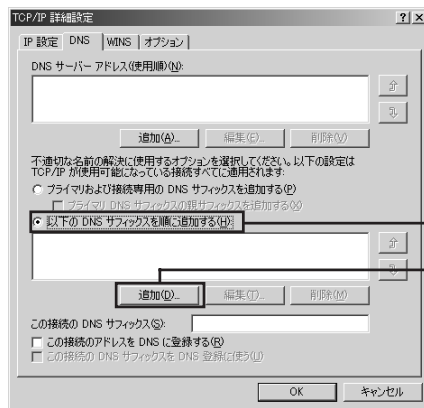 TCP/IP 詳細設定
IP 設定 DNS WINS オプション
DNS サーバー アドレス(使用順)(N):
追加(A)... 編集(E)... 削除(V)
不適切な名前の解決に使用するオプションを選択してください。以下の設定は
TCP/IP が使用可能になっている接続すべてに適用されます:
プライマリおよび接続専用の DNS サフィックスを追加する(P)
プライマリ DNS サフィックスの親サフィックスを追加する(X)
以下の DNS サフィックスを順に追加する(H):
追加(D)... 編集(T)... 削除(M)
この接続の DNS サフィックス(S):
この接続のアドレスを DNS に登録する(R)
この接続の DNS サフィックスを DNS 登録に使う(U)
OK キャンセル